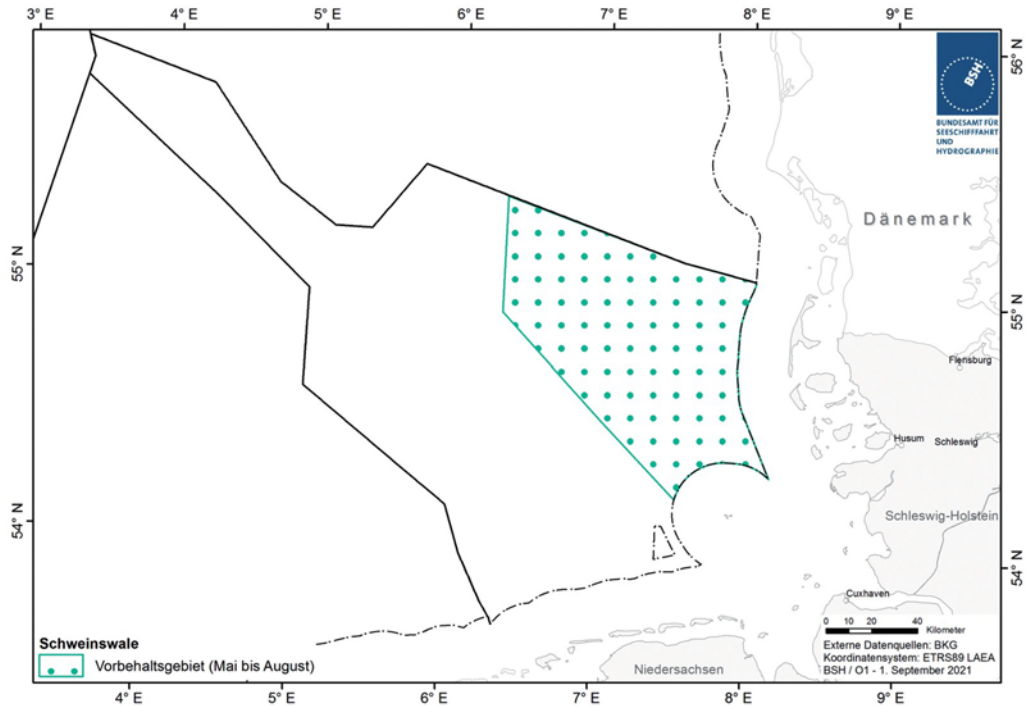 3° E 4° E 5° E 6° E 7° E 8° E 9° E
56° N
BSH
BUNDESAMT FÜR
SEESCHIFFFAHRT
UND
HYDROGRAPHIE
Dänemark
55° N
55° N
Flensburg
Husum
Schleswig
54° N
Schleswig-Holstein
54° N
Cuxhaven
0 10 20 40
Kilometer
Schweinswale
Vorbehaltsgebiet (Mai bis August)
Niedersachsen
Externe Datenquellen: BKG
Koordinatensystem: ETRS89 LAEA
BSH / O1 - 1. September 2021
4° E 5° E 6° E 7° E 8° E 9° E